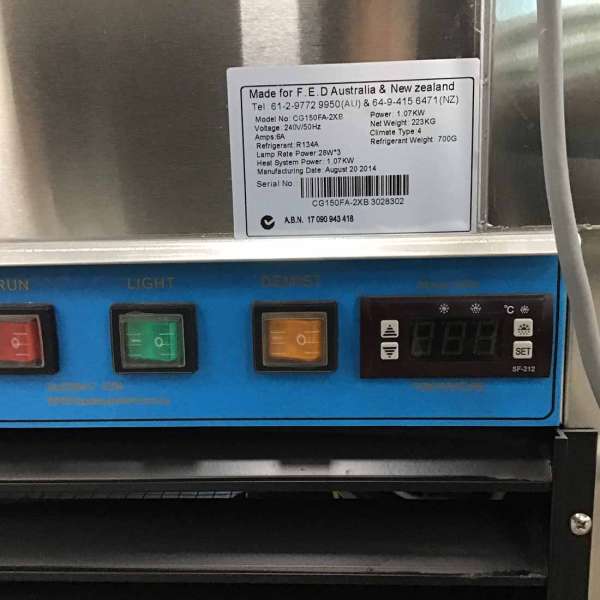 Made for F.E.D Australia & New zealand
Tel: 61-2-9772 9950(AU) & 64-9-415 6471(NZ)
Model No: CG150FA-2XB Power: 1.07KW
Voltage: 240V/50Hz Net Weight: 223KG
Amps:6A Climate Type:4
Refrigerant:R134A Refrigerant Weight: 700G
Lamp Rate Power 28W*3
Heat System Power: 1.07KW
Manufacturing Date: August 20 2014
Serial No
CG150FA-2XB 3028302
A.B.N. 17 090 943 418
RUN LIGHT DEMIST
°C
SET
SF-212